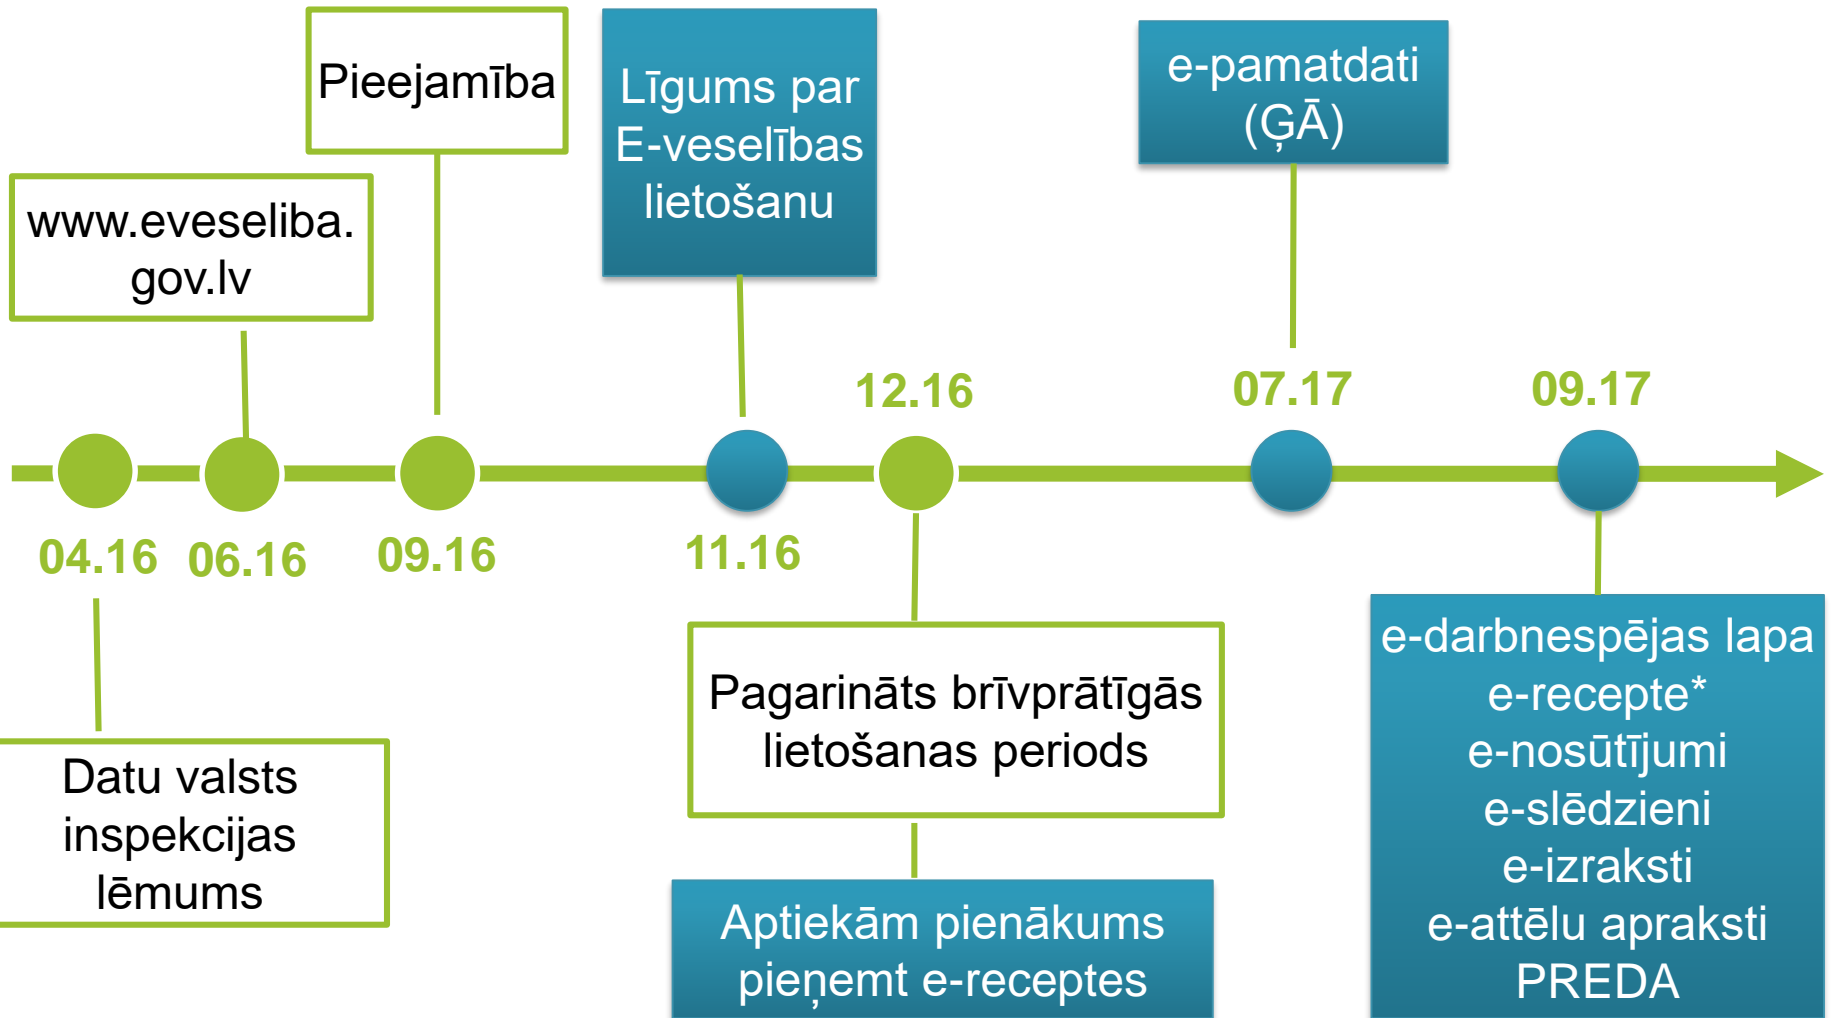 Pieejamība
Līgums par
E-veselības
lietošanu
e-pamatdati
(ĢĀ)
www.eveseliba.
gov.lv
12.16
07.17
09.17
04.16
06.16
09.16
11.16
Datu valsts
inspekcijas
lēmums
Pagarināts brīvprātīgās
lietošanas periods
Aptiekām pienākums
pieņemt e-receptes
e-darbnespējas lapa
e-recepte*
e-nosūtījumi
e-slēdzieni
e-izraksti
e-attēlu apraksti
PREDA